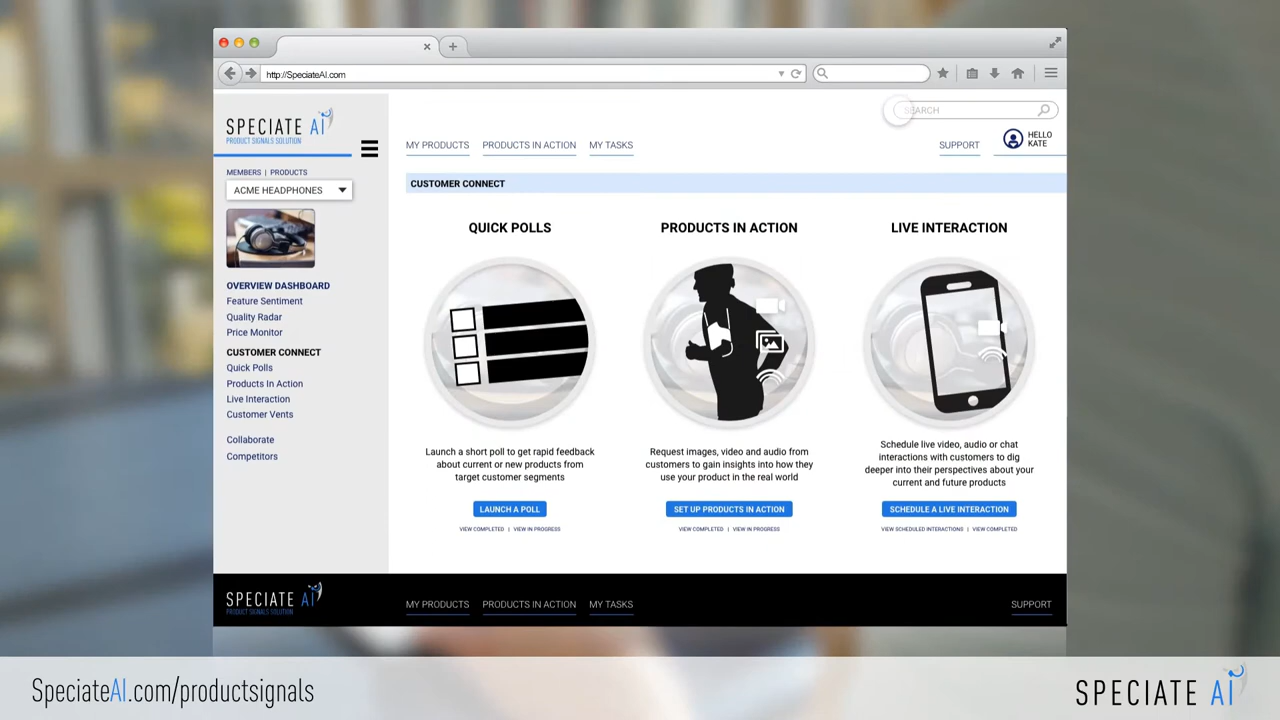 http://SpeciateAI.com
SPECIATE AI
PRODUCT SIGNALS SOLUTION
SEARCH
MY PRODUCTS
PRODUCTS IN ACTION
MY TASKS
SUPPORT
HELLO
KATE
MEMBERS | PRODUCTS
ACME HEADPHONES
OVERVIEW DASHBOARD
Feature Sentiment
Quality Radar
Price Monitor
CUSTOMER CONNECT
Quick Polls
Products In Action
Live Interaction
Customer Vents
Collaborate
Competitors
CUSTOMER CONNECT
QUICK POLLS
Launch a short poll to get rapid feedback
about current or new products from
target customer segments
LAUNCH A POLL
VIEW COMPLETED | VIEW IN PROGRESS
PRODUCTS IN ACTION
Request images, video and audio from
customers to gain insights into how they
use your product in the real world
SET UP PRODUCTS IN ACTION
VIEW COMPLETED | VIEW IN PROGRESS
LIVE INTERACTION
Schedule live video, audio or chat
interactions with customers to dig
deeper into their perspectives about your
current and future products
SCHEDULE A LIVE INTERACTION
VIEW SCHEDULED INTERACTIONS | VIEW COMPLETED
SPECIATE AI
PRODUCT SIGNALS SOLUTION
MY PRODUCTS
PRODUCTS IN ACTION
MY TASKS
SUPPORT
SpeciateAI.com/productsignals
SPECIATE AI